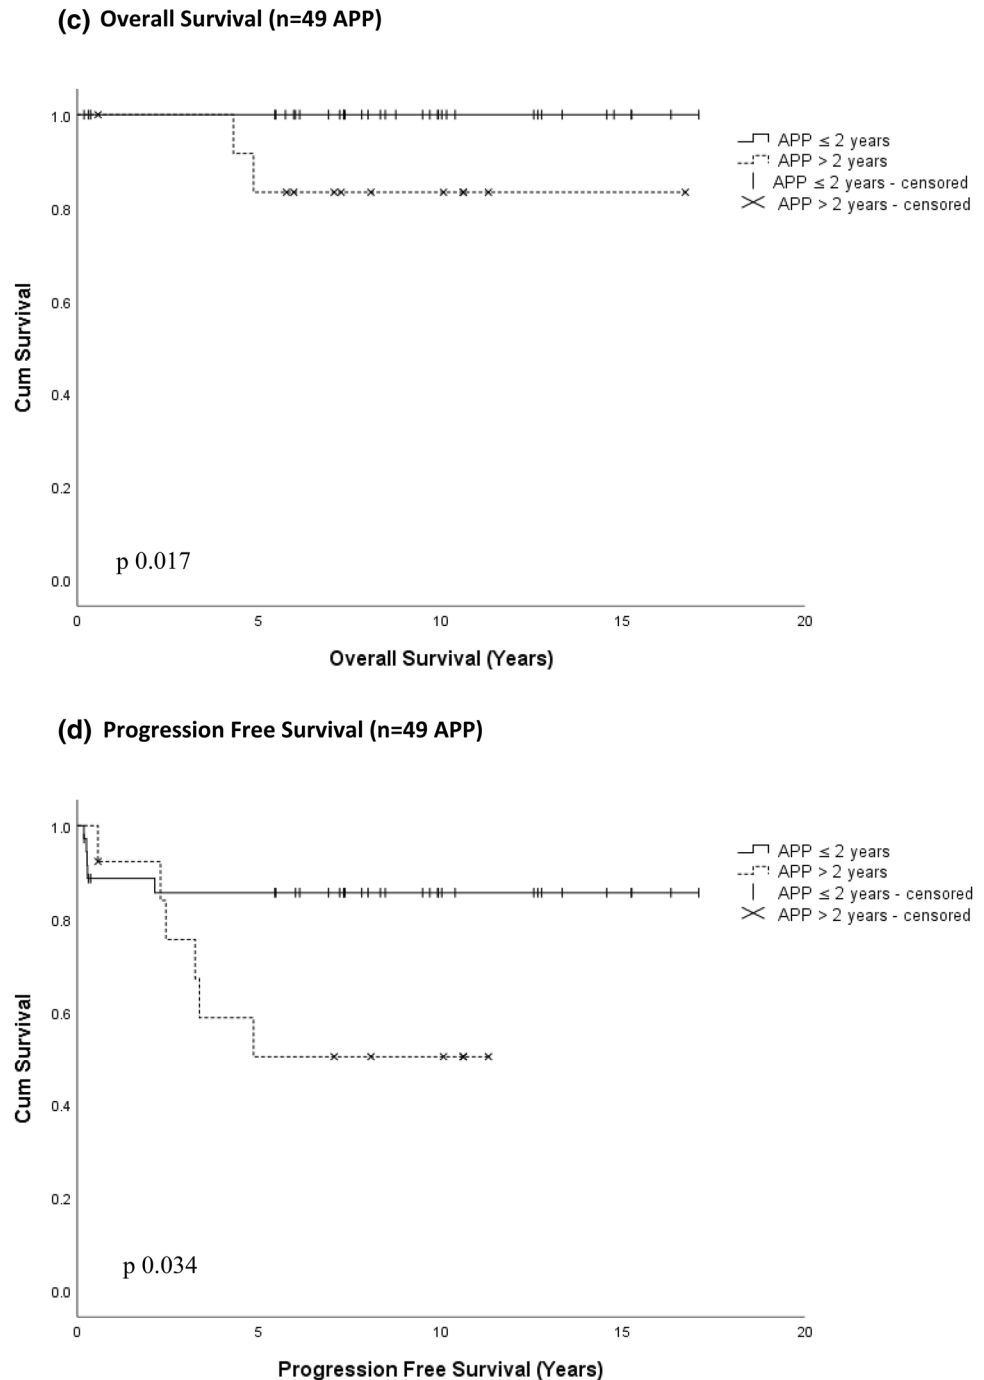 (c) Overall Survival (n=49 APP)
1.0
0.8
0.6
0.4
0.2
0.0
Cum Survival
APP ≤ 2 years
APP > 2 years
APP ≤ 2 years - censored
APP > 2 years - censored
p 0.017
0 5 10 15 20
Overall Survival (Years)
(d) Progression Free Survival (n=49 APP)
1.0
0.8
0.6
0.4
0.2
0.0
Cum Survival
APP ≤ 2 years
APP > 2 years
APP ≤ 2 years - censored
APP > 2 years - censored
p 0.034
0 5 10 15 20
Progression Free Survival (Years)